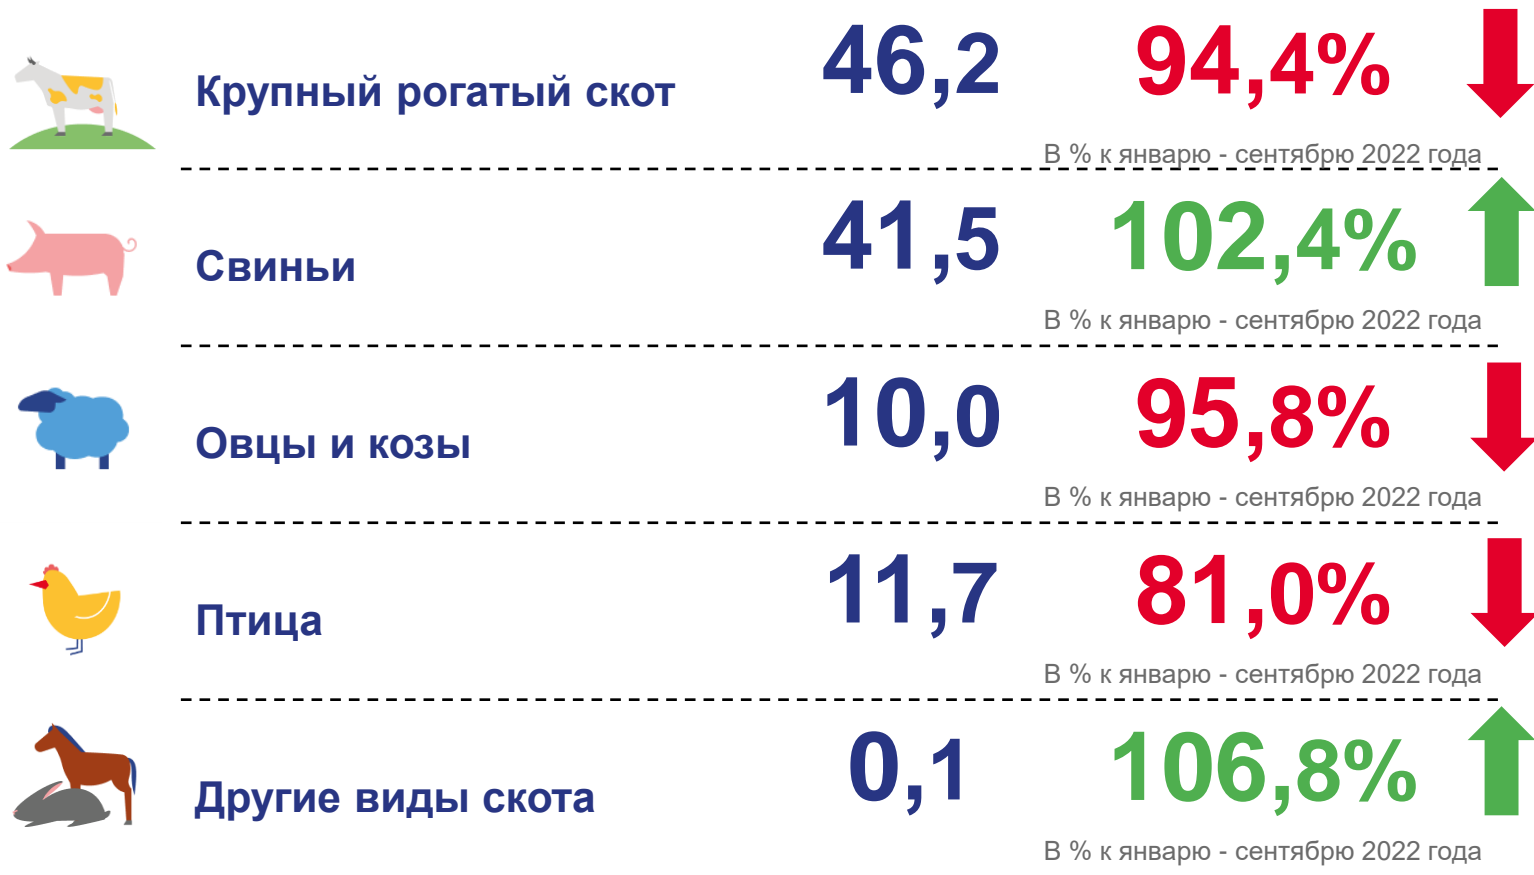 Крупный рогатый скот 46,2 94,4%
В % к январю - сентябрю 2022 года
Свиньи 41,5 102,4%
В % к январю - сентябрю 2022 года
Овцы и козы 10,0 95,8%
В % к январю - сентябрю 2022 года
Птица 11,7 81,0%
В % к январю - сентябрю 2022 года
Другие виды скота 0,1 106,8%
В % к январю - сентябрю 2022 года